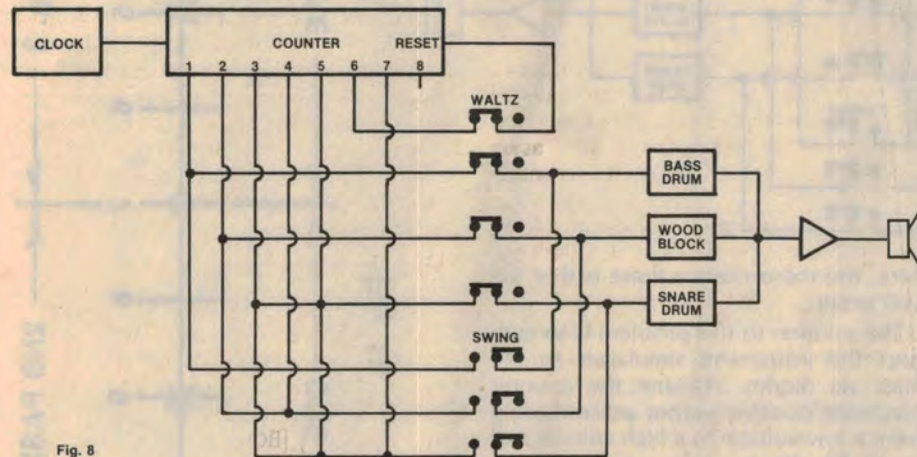 CLOCK
COUNTER
RESET
1 2 3 4 5 6 7 8
WALTZ
BASS
DRUM
WOOD
BLOCK
SNARE
DRUM
SWING
Fig. 8